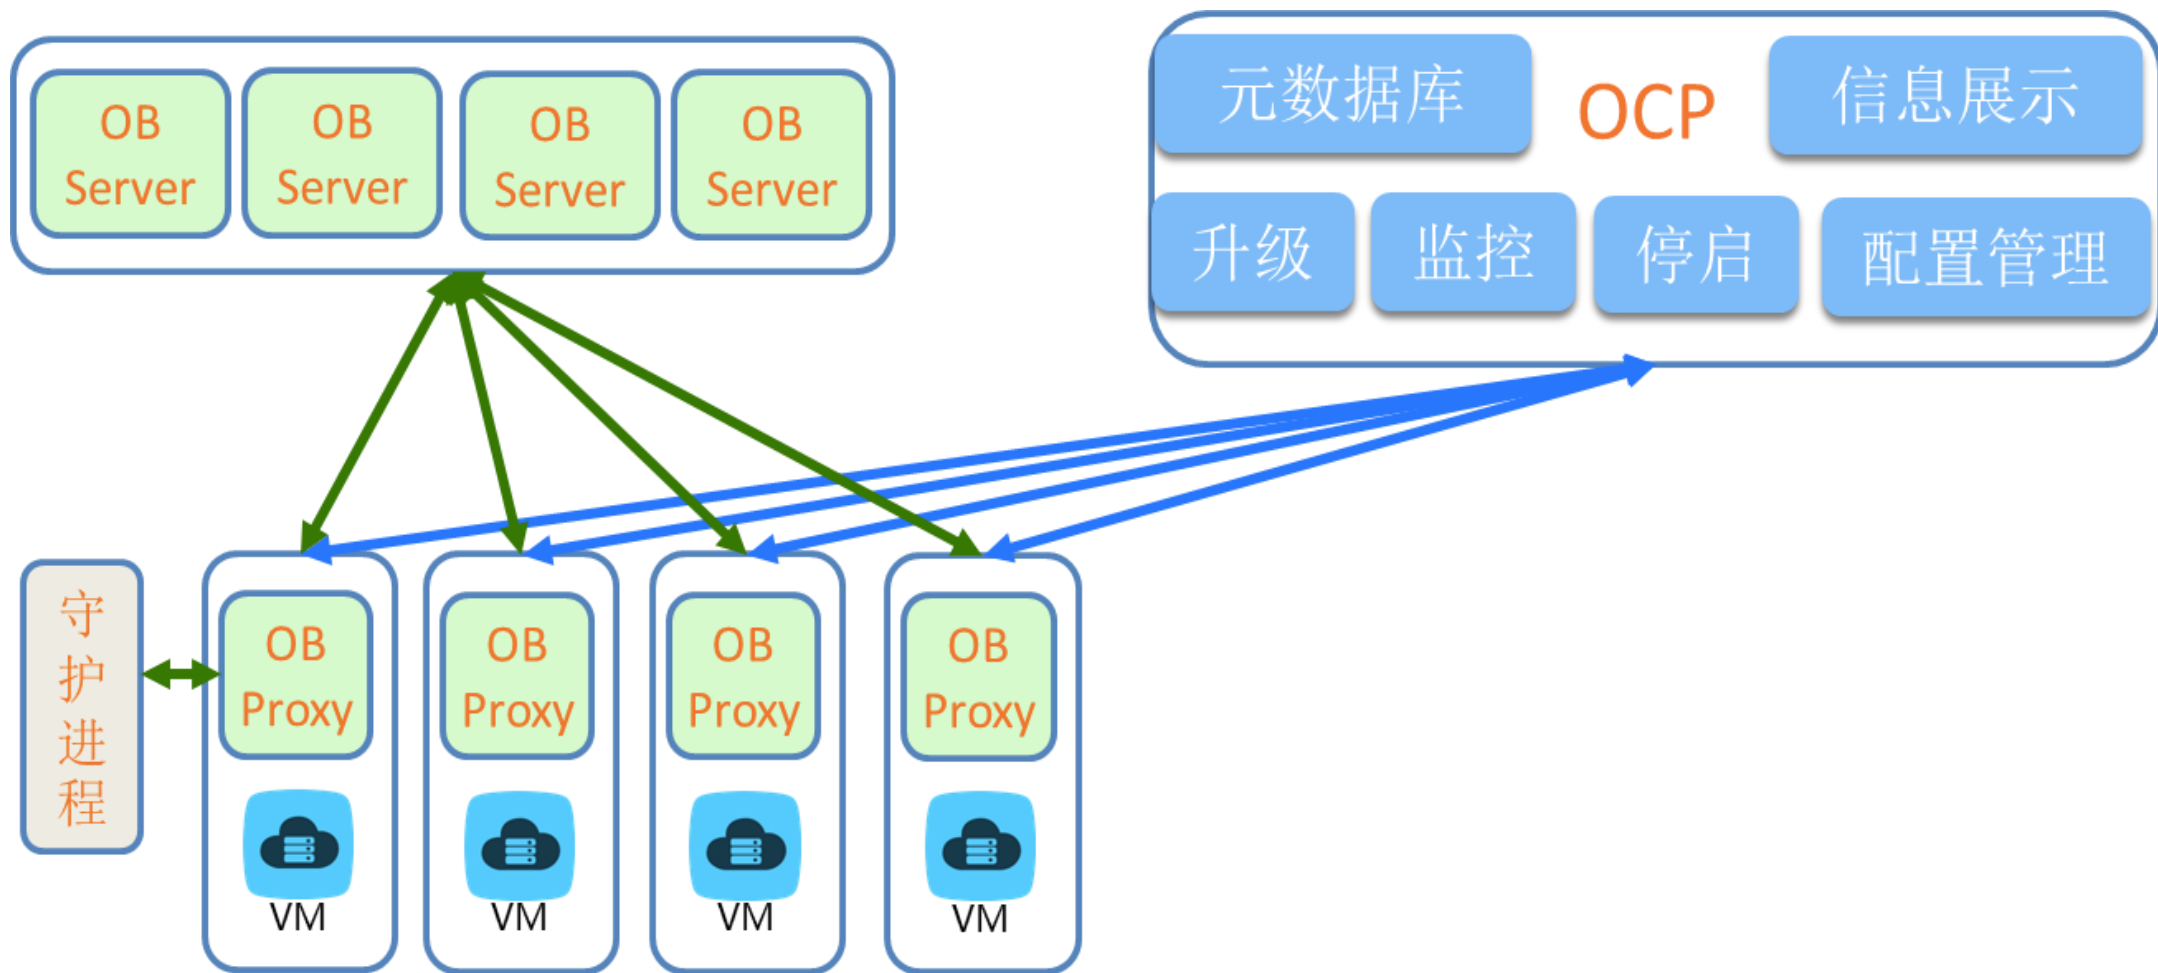 OB
Server
OB
Server
OB
Server
OB
Server
元数据库
OCP
信息展示
升级
监控
停启
配置管理
守
护
进
程
OB
Proxy
VM
OB
Proxy
VM
OB
Proxy
VM
OB
Proxy
VM